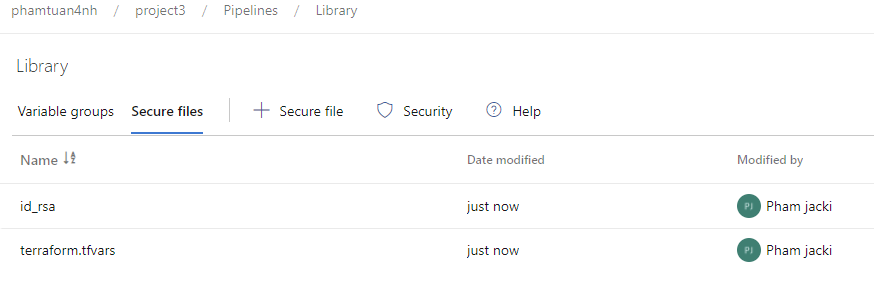 phamtuan4nh / project3 / Pipelines / Library
Library
Variable groups Secure files + Secure file Security ? Help
Name Date modified Modified by
id_rsa just now PJ Pham jacki
terraform.tfvars just now PJ Pham jacki